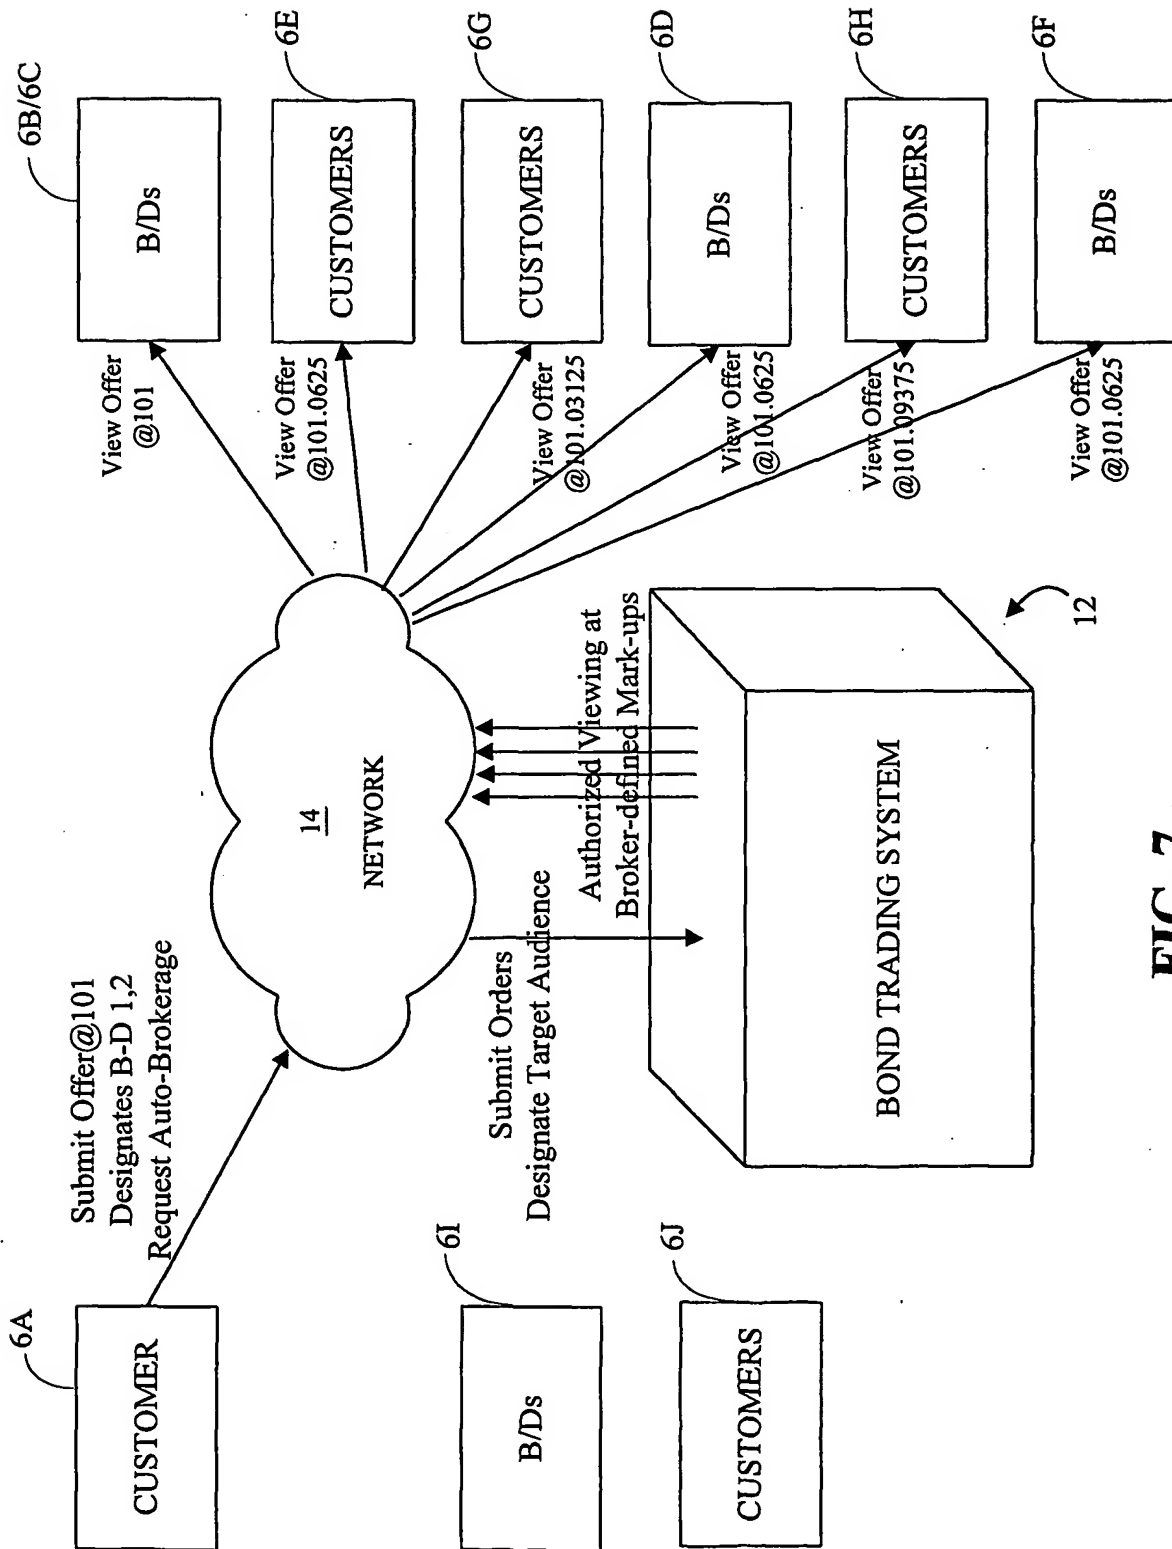 6A
CUSTOMER
Submit Offer@101
Designates B-D 1,2
Request Auto-Brokerage
14
NETWORK
View Offer
@101
B/Ds
6B/6C
View Offer
@101.0625
CUSTOMERS
6E
View Offer
@101.03125
CUSTOMERS
6G
View Offer
@101.0625
B/Ds
6D
View Offer
@101.09375
CUSTOMERS
6H
View Offer
@101.0625
B/Ds
6F
6I
B/Ds
6J
CUSTOMERS
Submit Orders
Designate Target Audience
Authorized Viewing at
Broker-defined Mark-ups
BOND TRADING SYSTEM
12
FIG. 7